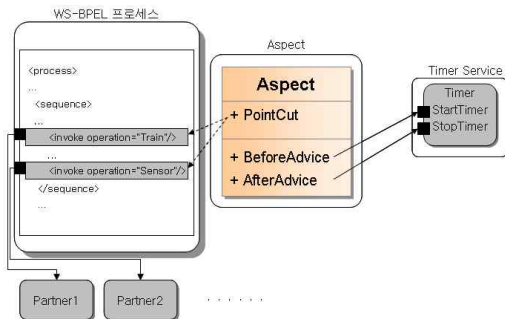 WS-BPEL 프로세스
<process>
...
<sequence>
...
<invoke operation="Train"/>
...
<invoke operation="Sensor"/>
</sequence>
...
Partner1
Partner2
. . . . . .
Aspect
Aspect
+ PointCut
+ BeforeAdvice
+ AfterAdvice
Timer Service
Timer
StartTimer
StopTimer